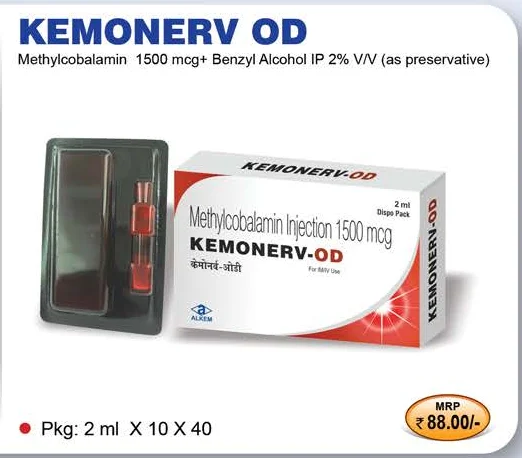 KEMONERV OD
Methylcobalamin 1500 mcg+ Benzyl Alcohol IP 2% V/V (as preservative)
KEMONERV-OD
2 ml
Dispo Pack
Methylcobalamin Injection 1500 mcg
KEMONERV-OD
केमोनर्व-ओडी
For IM/IV Use
ALKEM
KEMONERV-OD
MRP
₹ 88.00/-
Pkg: 2 ml X 10 X 40